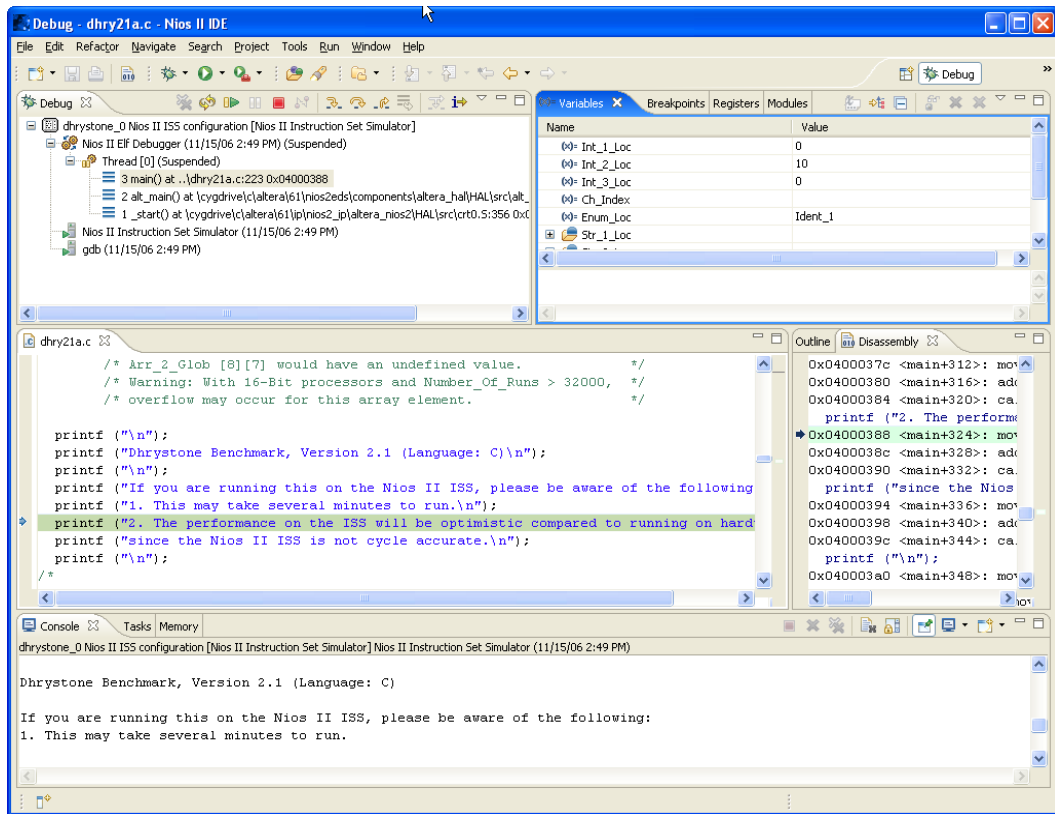 Debug - dhry21a.c - Nios II IDE
File Edit Refactor Navigate Search Project Tools Run Window Help
Debug
Debug
dhrystone_0 Nios II ISS configuration [Nios II Instruction Set Simulator]
Nios II Elf Debugger (11/15/06 2:49 PM) (Suspended)
Thread [0] (Suspended)
3 main() at ..\dhry21a.c:223 0x04000388
2 alt_main() at \cygdrive\c\altera\61\nios2eds\components\altera_hal\HAL\src\alt_
1 _start() at \cygdrive\c\altera\61\ip\nios2_ip\altera_nios2\HAL\src\crt0.S:356 0x0
Nios II Instruction Set Simulator (11/15/06 2:49 PM)
gdb (11/15/06 2:49 PM)
Variables Breakpoints Registers Modules
Name Value
(x)= Int_1_Loc 0
(x)= Int_2_Loc 10
(x)= Int_3_Loc 0
(x)= Ch_Index
(x)= Enum_Loc Ident_1
Str_1_Loc
dhry21a.c
/* Arr_2_Glob [8][7] would have an undefined value. */
/* Warning: With 16-Bit processors and Number_Of_Runs > 32000, */
/* overflow may occur for this array element. */
printf ("\n");
printf ("Dhrystone Benchmark, Version 2.1 (Language: C)\n");
printf ("\n");
printf ("If you are running this on the Nios II ISS, please be aware of the following
printf ("1. This may take several minutes to run.\n");
printf ("2. The performance on the ISS will be optimistic compared to running on hard
printf ("since the Nios II ISS is not cycle accurate.\n");
printf ("\n");
/*
Outline Disassembly
0x0400037c <main+312>: mov
0x04000380 <main+316>: add
0x04000384 <main+320>: ca
printf ("2. The performa
0x04000388 <main+324>: mov
0x0400038c <main+328>: add
0x04000390 <main+332>: ca
printf ("since the Nios
0x04000394 <main+336>: mov
0x04000398 <main+340>: add
0x0400039c <main+344>: ca
printf ("\n");
0x040003a0 <main+348>: mov
Console Tasks Memory
dhrystone_0 Nios II ISS configuration [Nios II Instruction Set Simulator] Nios II Instruction Set Simulator (11/15/06 2:49 PM)
Dhrystone Benchmark, Version 2.1 (Language: C)
If you are running this on the Nios II ISS, please be aware of the following:
1. This may take several minutes to run.